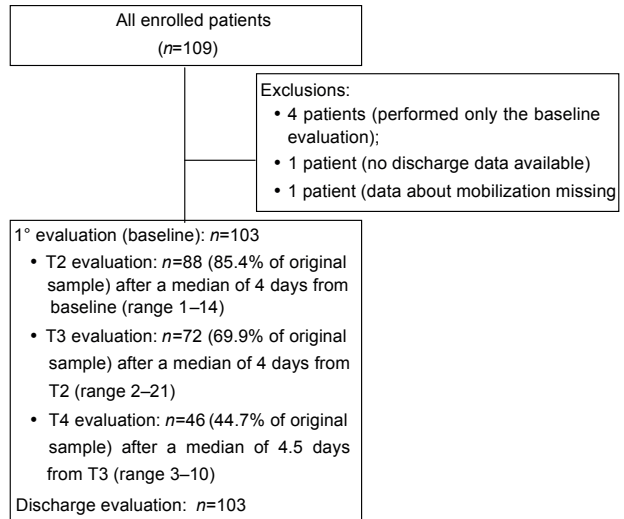 All enrolled patients
(n=109)
Exclusions:
• 4 patients (performed only the baseline
evaluation);
• 1 patient (no discharge data available)
• 1 patient (data about mobilization missing
1° evaluation (baseline): n=103
• T2 evaluation: n=88 (85.4% of original
sample) after a median of 4 days from
baseline (range 1–14)
• T3 evaluation: n=72 (69.9% of original
sample) after a median of 4 days from
T2 (range 2–21)
• T4 evaluation: n=46 (44.7% of original
sample) after a median of 4.5 days
from T3 (range 3–10)
Discharge evaluation: n=103